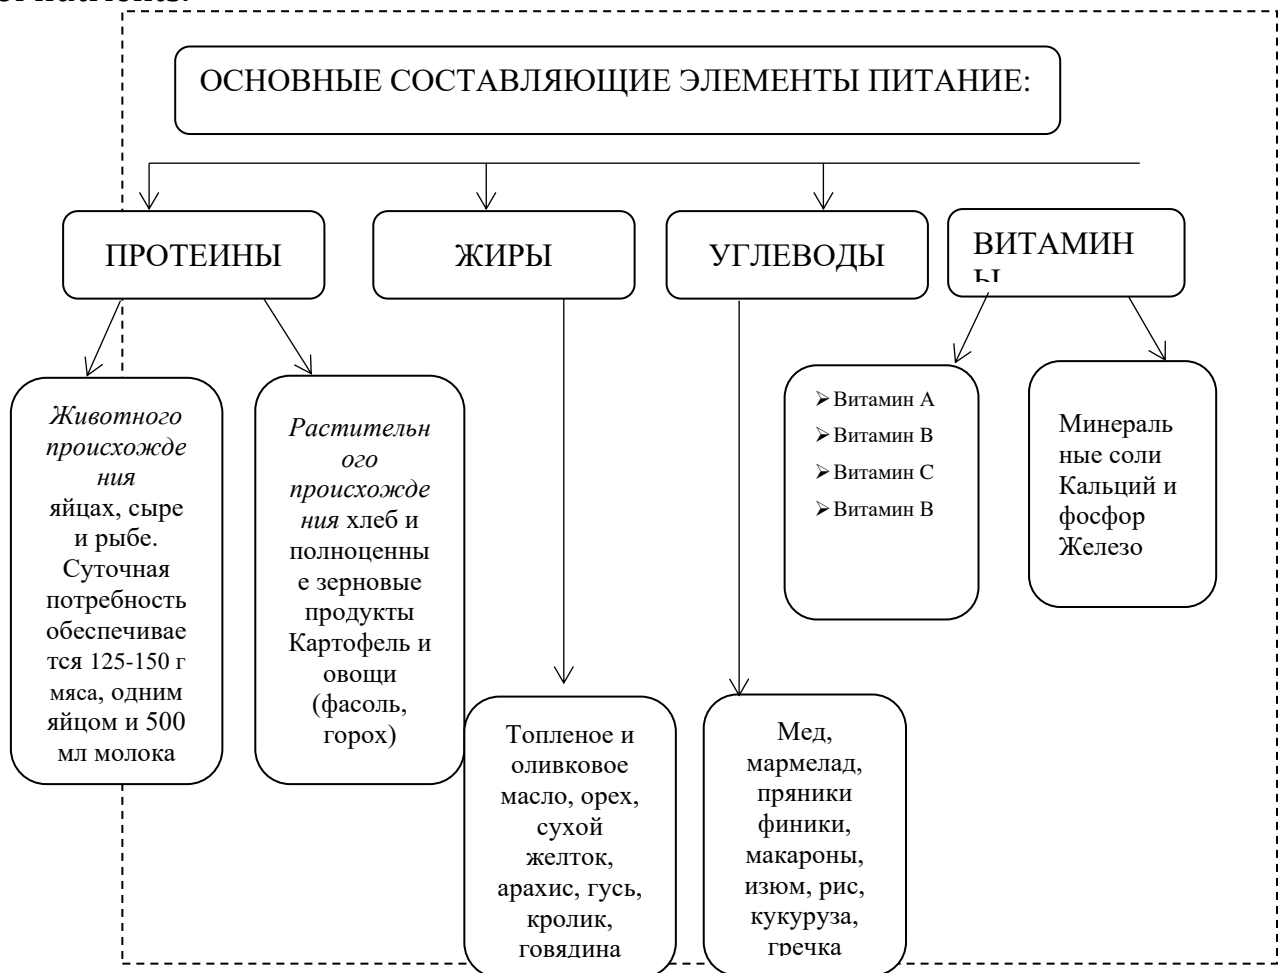 of nutrients.
ОСНОВНЫЕ СОСТАВЛЯЮЩИЕ ЭЛЕМЕНТЫ ПИТАНИЕ:
ПРОТЕИНЫ
ЖИРЫ
УГЛЕВОДЫ
ВИТАМИН
Ы
Животного
происхожде
ния
яйцах, сыре
и рыбе.
Суточная
потребность
обеспечивае
тся 125-150 г
мяса, одним
яйцом и 500
мл молока
Растительн
ого
происхожде
ния хлеб и
полноценны
е зерновые
продукты
Картофель и
овощи
(фасоль,
горох)
Топленое и
оливковое
масло, орех,
сухой
желток,
арахис, гусь,
кролик,
говядина
Мед,
мармелад,
пряники
финики,
макароны,
изюм, рис,
кукуруза,
гречка
➢Витамин А
➢Витамин В
➢Витамин С
➢Витамин В
Минераль
ные соли
Кальций и
фосфор
Железо